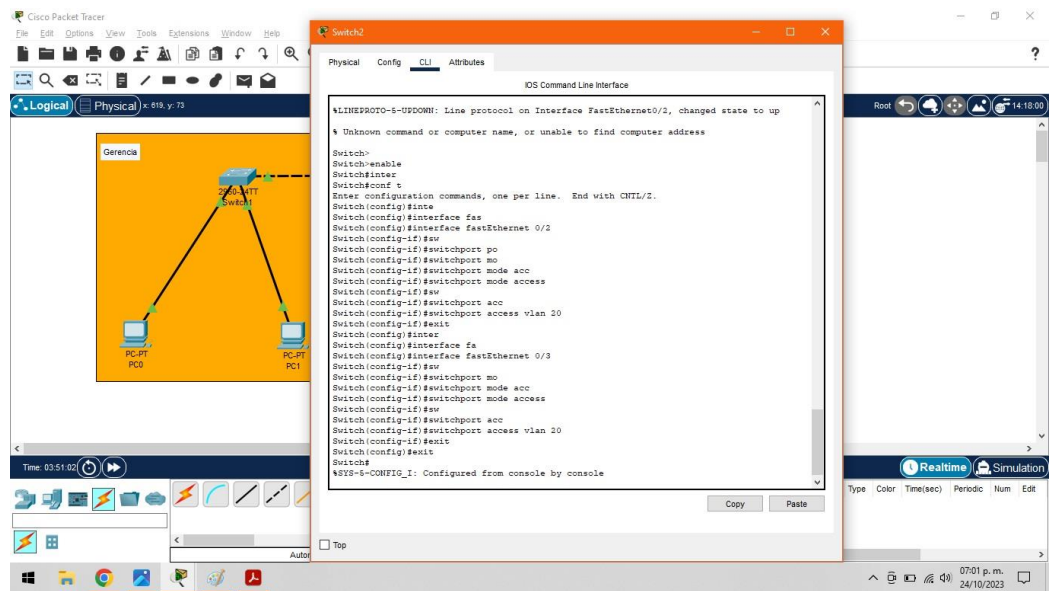 Cisco Packet Tracer
File Edit Options View Tools Extensions Window Help
?
Logical Physical x: 619, y: 73
Root 14:18:00
Gerencia
2960-24TT
Switch1
PC-PT
PC0
PC-PT
PC1
Switch2
Physical Config CLI Attributes
IOS Command Line Interface
%LINEPROTO-5-UPDOWN: Line protocol on Interface FastEthernet0/2, changed state to up
% Unknown command or computer name, or unable to find computer address
Switch>
Switch>enable
Switch#inter
Switch#conf t
Enter configuration commands, one per line. End with CNTL/Z.
Switch(config)#inte
Switch(config)#interface fas
Switch(config)#interface fastEthernet 0/2
Switch(config-if)#sw
Switch(config-if)#switchport po
Switch(config-if)#switchport mo
Switch(config-if)#switchport mode acc
Switch(config-if)#switchport mode access
Switch(config-if)#sw
Switch(config-if)#switchport acc
Switch(config-if)#switchport access vlan 20
Switch(config-if)#exit
Switch(config)#inter
Switch(config)#interface fa
Switch(config)#interface fastEthernet 0/3
Switch(config-if)#sw
Switch(config-if)#switchport mo
Switch(config-if)#switchport mode acc
Switch(config-if)#switchport mode access
Switch(config-if)#sw
Switch(config-if)#switchport acc
Switch(config-if)#switchport access vlan 20
Switch(config-if)#exit
Switch(config)#exit
Switch#
%SYS-5-CONFIG_I: Configured from console by console
Copy Paste
Top
Time: 03:51:02
Realtime Simulation
Type Color Time(sec) Periodic Num Edit
Autor
07:01 p. m.
24/10/2023